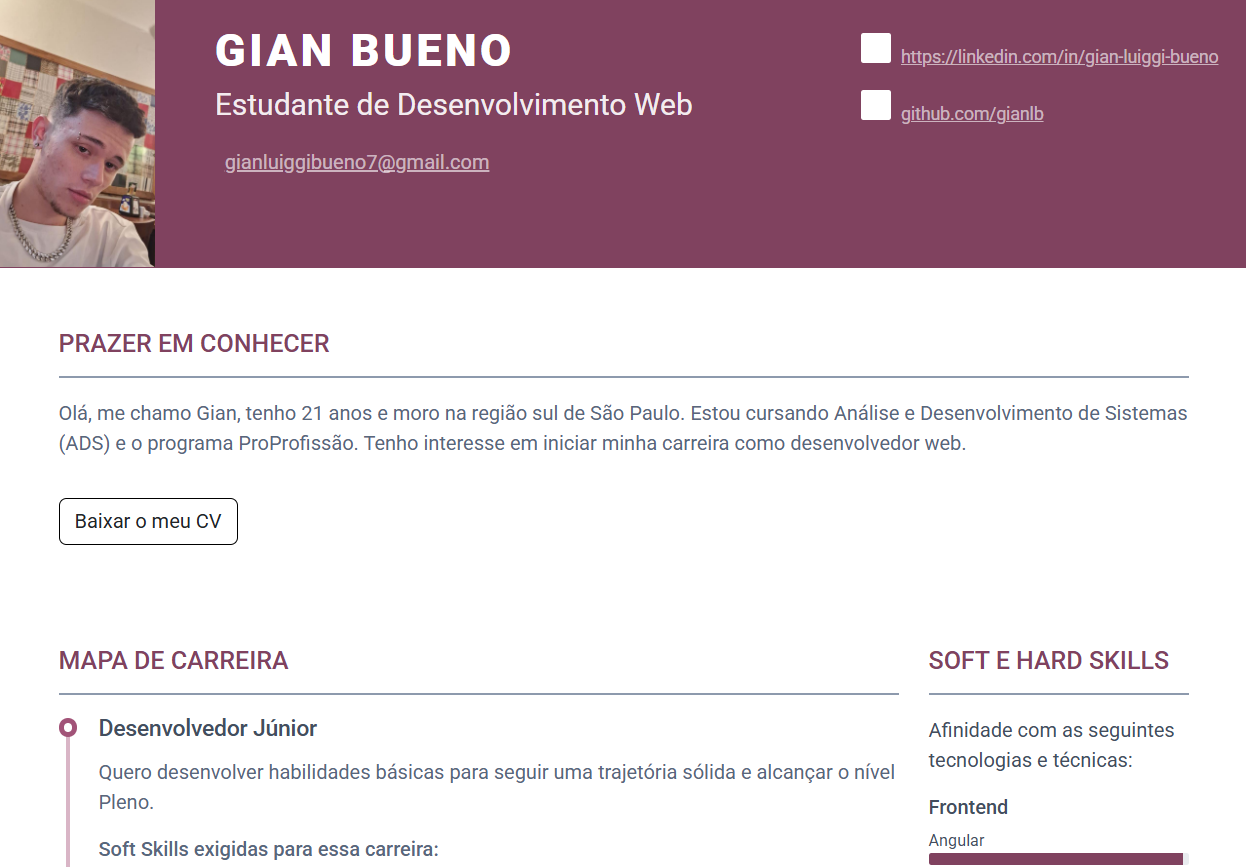 GIAN BUENO
Estudante de Desenvolvimento Web
gianluiggibueno7@gmail.com
https://linkedin.com/in/gian-luiggi-bueno
github.com/gianlb
PRAZER EM CONHECER
Olá, me chamo Gian, tenho 21 anos e moro na região sul de São Paulo. Estou cursando Análise e Desenvolvimento de Sistemas
(ADS) e o programa ProProfissão. Tenho interesse em iniciar minha carreira como desenvolvedor web.
Baixar o meu CV
MAPA DE CARREIRA
Desenvolvedor Júnior
Quero desenvolver habilidades básicas para seguir uma trajetória sólida e alcançar o nível
Pleno.
Soft Skills exigidas para essa carreira:
SOFT E HARD SKILLS
Afinidade com as seguintes
tecnologias e técnicas:
Frontend
Angular